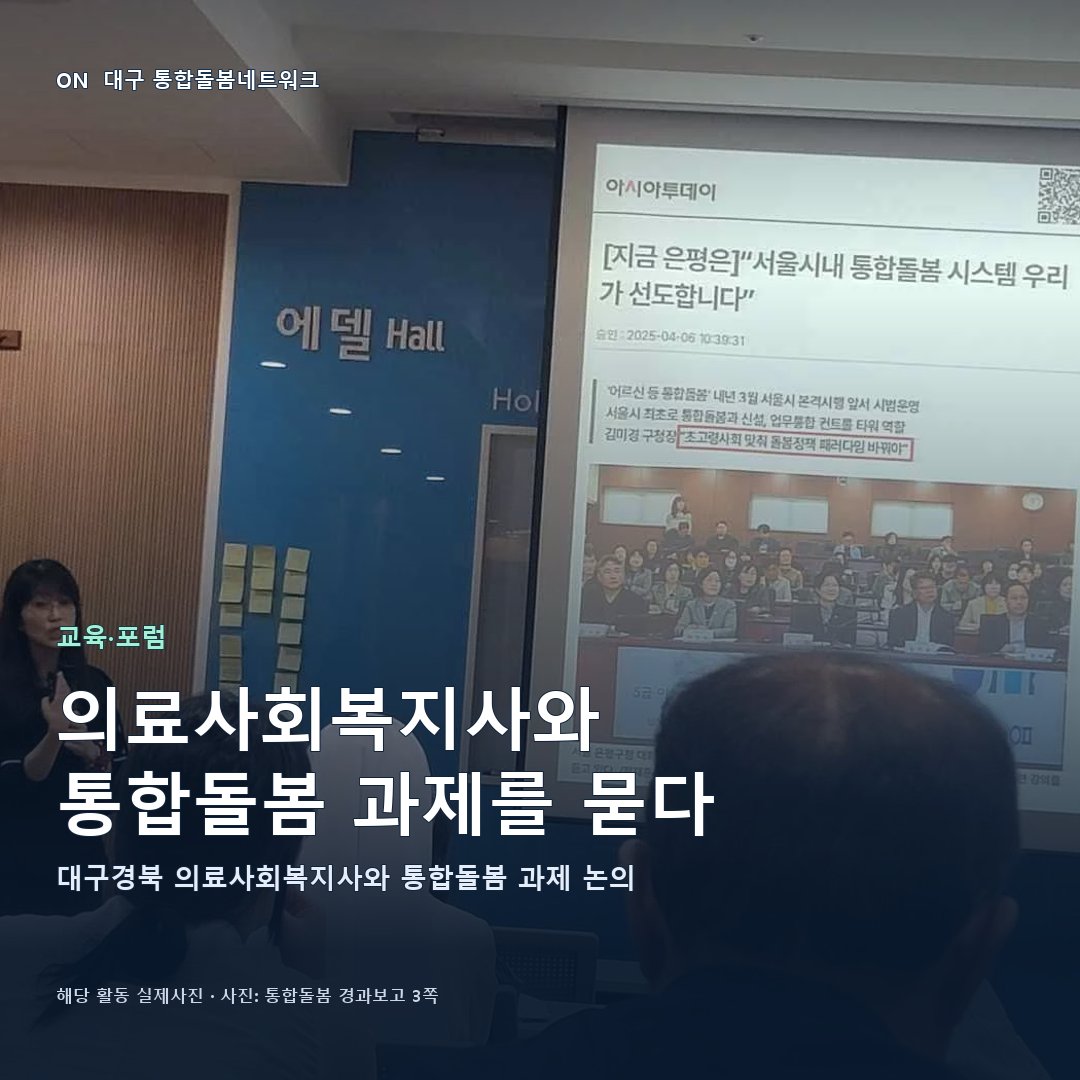 ON 대구 통합돌봄네트워크
아시아투데이
[지금 은평은]“서울시내 통합돌봄 시스템 우리
가 선도합니다”
승인 : 2025-04-06 10:39:31
‘어르신 등 통합돌봄’ 내년 3월 서울시 본격시행 앞서 시범운영
서울시 최초로 통합돌봄과 신설, 업무통합 컨트롤 타워 역할
김미경 구청장 “초고령사회 맞춰 돌봄정책 패러다임 바꿔야”
에델 Hall
교육·포럼
의료사회복지사와
통합돌봄 과제를 묻다
대구경북 의료사회복지사와 통합돌봄 과제 논의
해당 활동 실제사진 · 사진: 통합돌봄 경과보고 3쪽